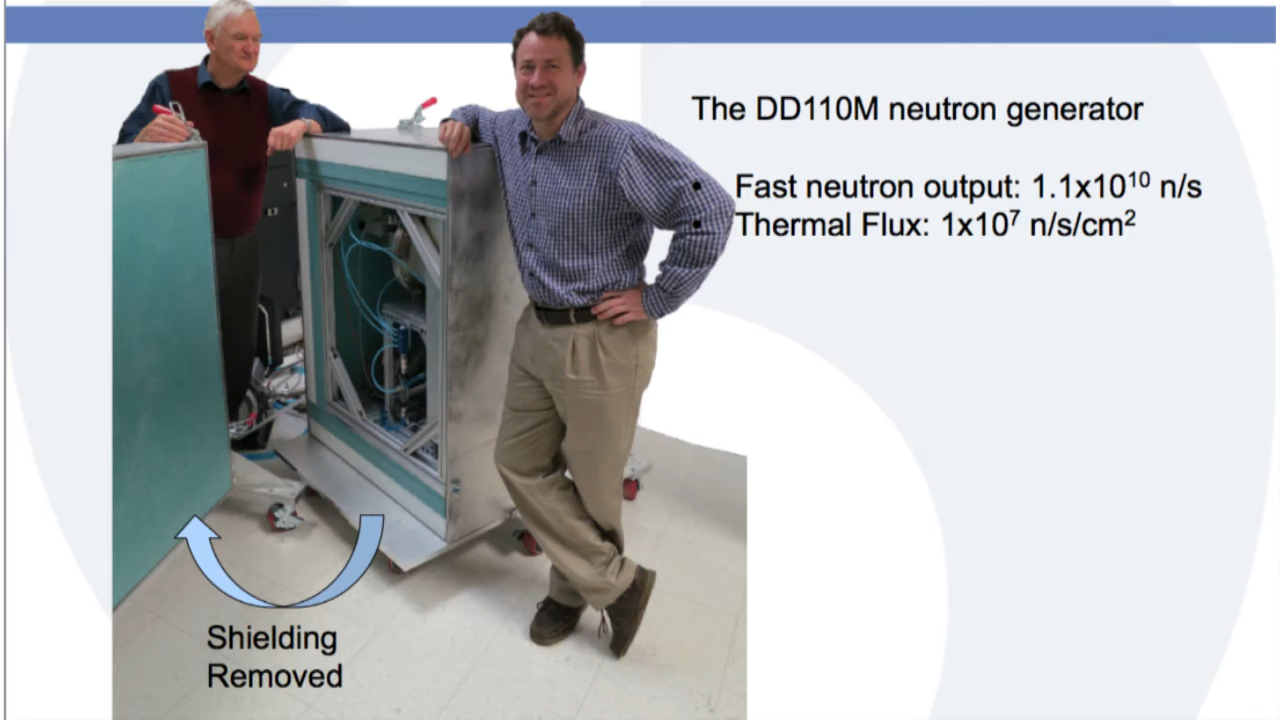 The DD110M neutron generator
• Fast neutron output: 1.1x10¹⁰ n/s
• Thermal Flux: 1x10⁷ n/s/cm²
Shielding
Removed